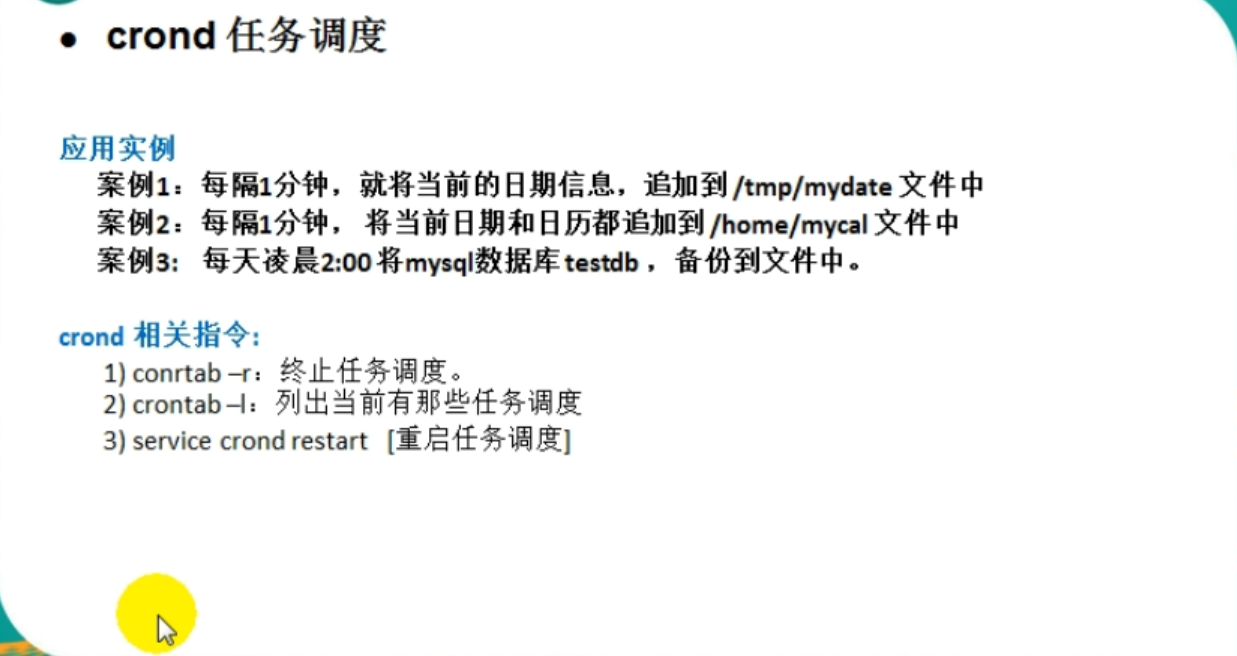 ● crond 任务调度
应用实例
案例1：每隔1分钟，就将当前的日期信息，追加到 /tmp/mydate 文件中
案例2：每隔1分钟， 将当前日期和日历都追加到 /home/mycal 文件中
案例3: 每天凌晨2:00 将mysql数据库 testdb ，备份到文件中。
crond 相关指令:
1) conrtab –r：终止任务调度。
2) crontab –l：列出当前有那些任务调度
3) service crond restart [重启任务调度]